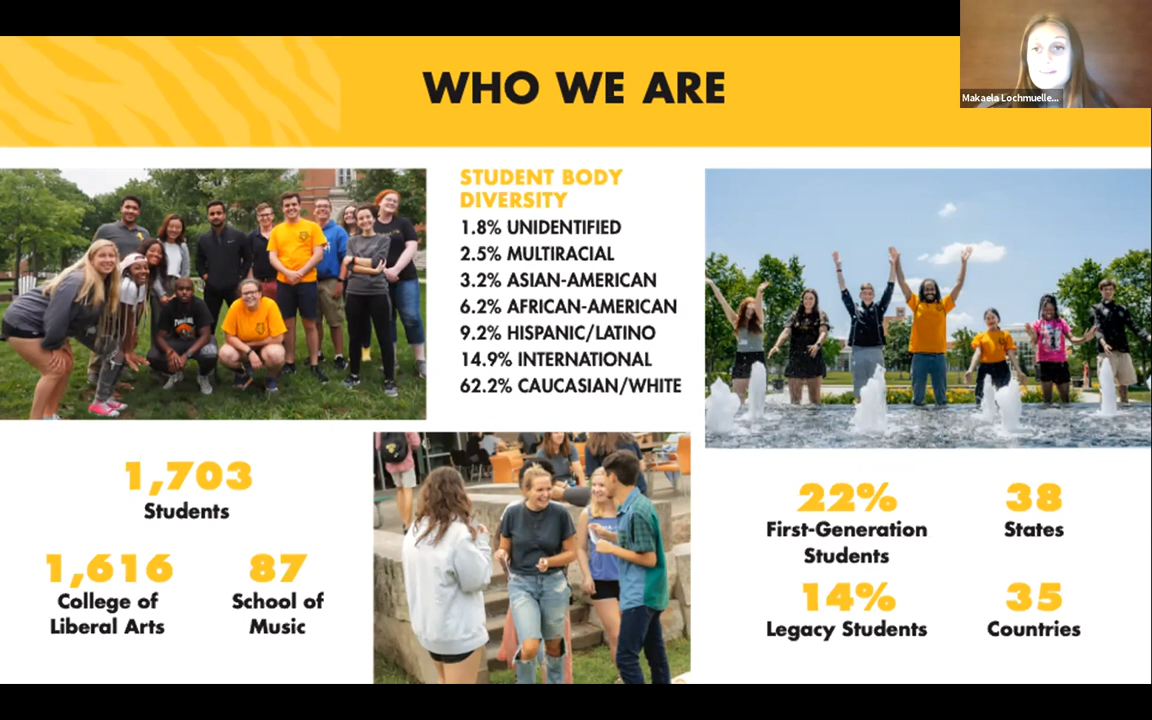 WHO WE ARE
Makaela Lochmuelle...
STUDENT BODY
DIVERSITY
1.8% UNIDENTIFIED
2.5% MULTIRACIAL
3.2% ASIAN-AMERICAN
6.2% AFRICAN-AMERICAN
9.2% HISPANIC/LATINO
14.9% INTERNATIONAL
62.2% CAUCASIAN/WHITE
1,703
Students
1,616
College of
Liberal Arts
87
School of
Music
22%
First-Generation
Students
38
States
14%
Legacy Students
35
Countries